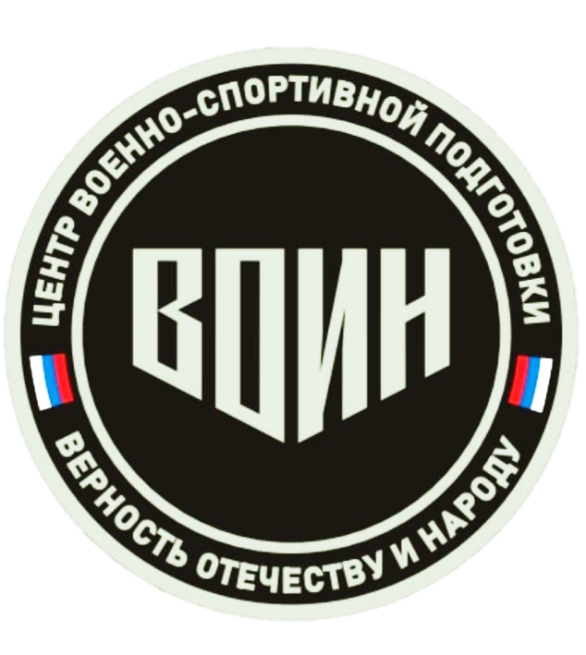 ЦЕНТР ВОЕННО-СПОРТИВНОЙ ПОДГОТОВКИ
ВОИН
ВЕРНОСТЬ ОТЕЧЕСТВУ И НАРОДУ